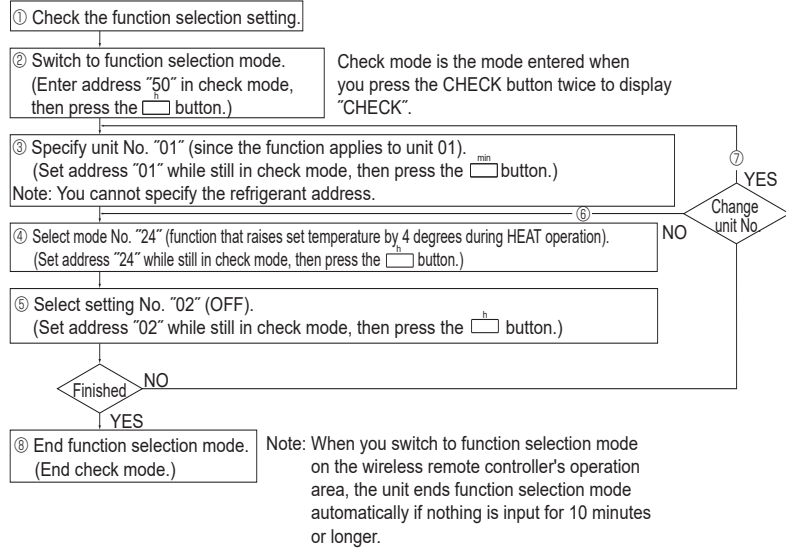 ① Check the function selection setting.
② Switch to function selection mode.
(Enter address ˝50˝ in check mode,
then press the h button.)
Check mode is the mode entered when
you press the CHECK button twice to display
˝CHECK˝.
③ Specify unit No. ˝01˝ (since the function applies to unit 01).
(Set address ˝01˝ while still in check mode, then press the min button.)
Note: You cannot specify the refrigerant address.
⑦
YES
Change
unit No.
⑥
NO
④ Select mode No. ˝24˝ (function that raises set temperature by 4 degrees during HEAT operation).
(Set address ˝24˝ while still in check mode, then press the h button.)
⑤ Select setting No. ˝02˝ (OFF).
(Set address ˝02˝ while still in check mode, then press the h button.)
Finished
NO
YES
⑧ End function selection mode.
(End check mode.)
Note: When you switch to function selection mode
on the wireless remote controller's operation
area, the unit ends function selection mode
automatically if nothing is input for 10 minutes
or longer.